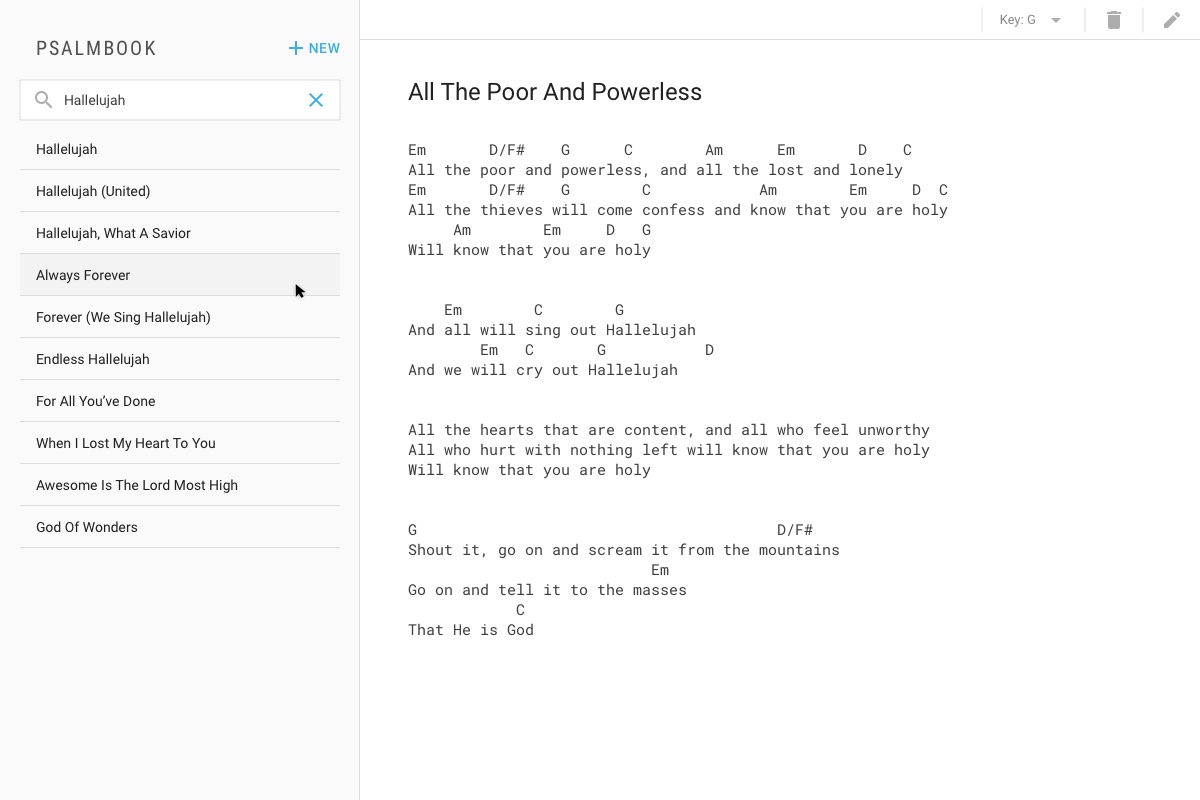 PSALMBOOK
NEW
Hallelujah
Hallelujah
Hallelujah (United)
Hallelujah, What A Savior
Always Forever
Forever (We Sing Hallelujah)
Endless Hallelujah
For All You’ve Done
When I Lost My Heart To You
Awesome Is The Lord Most High
God Of Wonders
Key: G
All The Poor And Powerless
Em       D/F#    G      C        Am      Em       D    C
All the poor and powerless, and all the lost and lonely
Em       D/F#    G        C            Am        Em     D  C
All the thieves will come confess and know that you are holy
     Am        Em     D   G
Will know that you are holy
    Em        C        G
And all will sing out Hallelujah
        Em   C       G           D
And we will cry out Hallelujah
All the hearts that are content, and all who feel unworthy
All who hurt with nothing left will know that you are holy
Will know that you are holy
G                                        D/F#
Shout it, go on and scream it from the mountains
                           Em
Go on and tell it to the masses
            C
That He is God